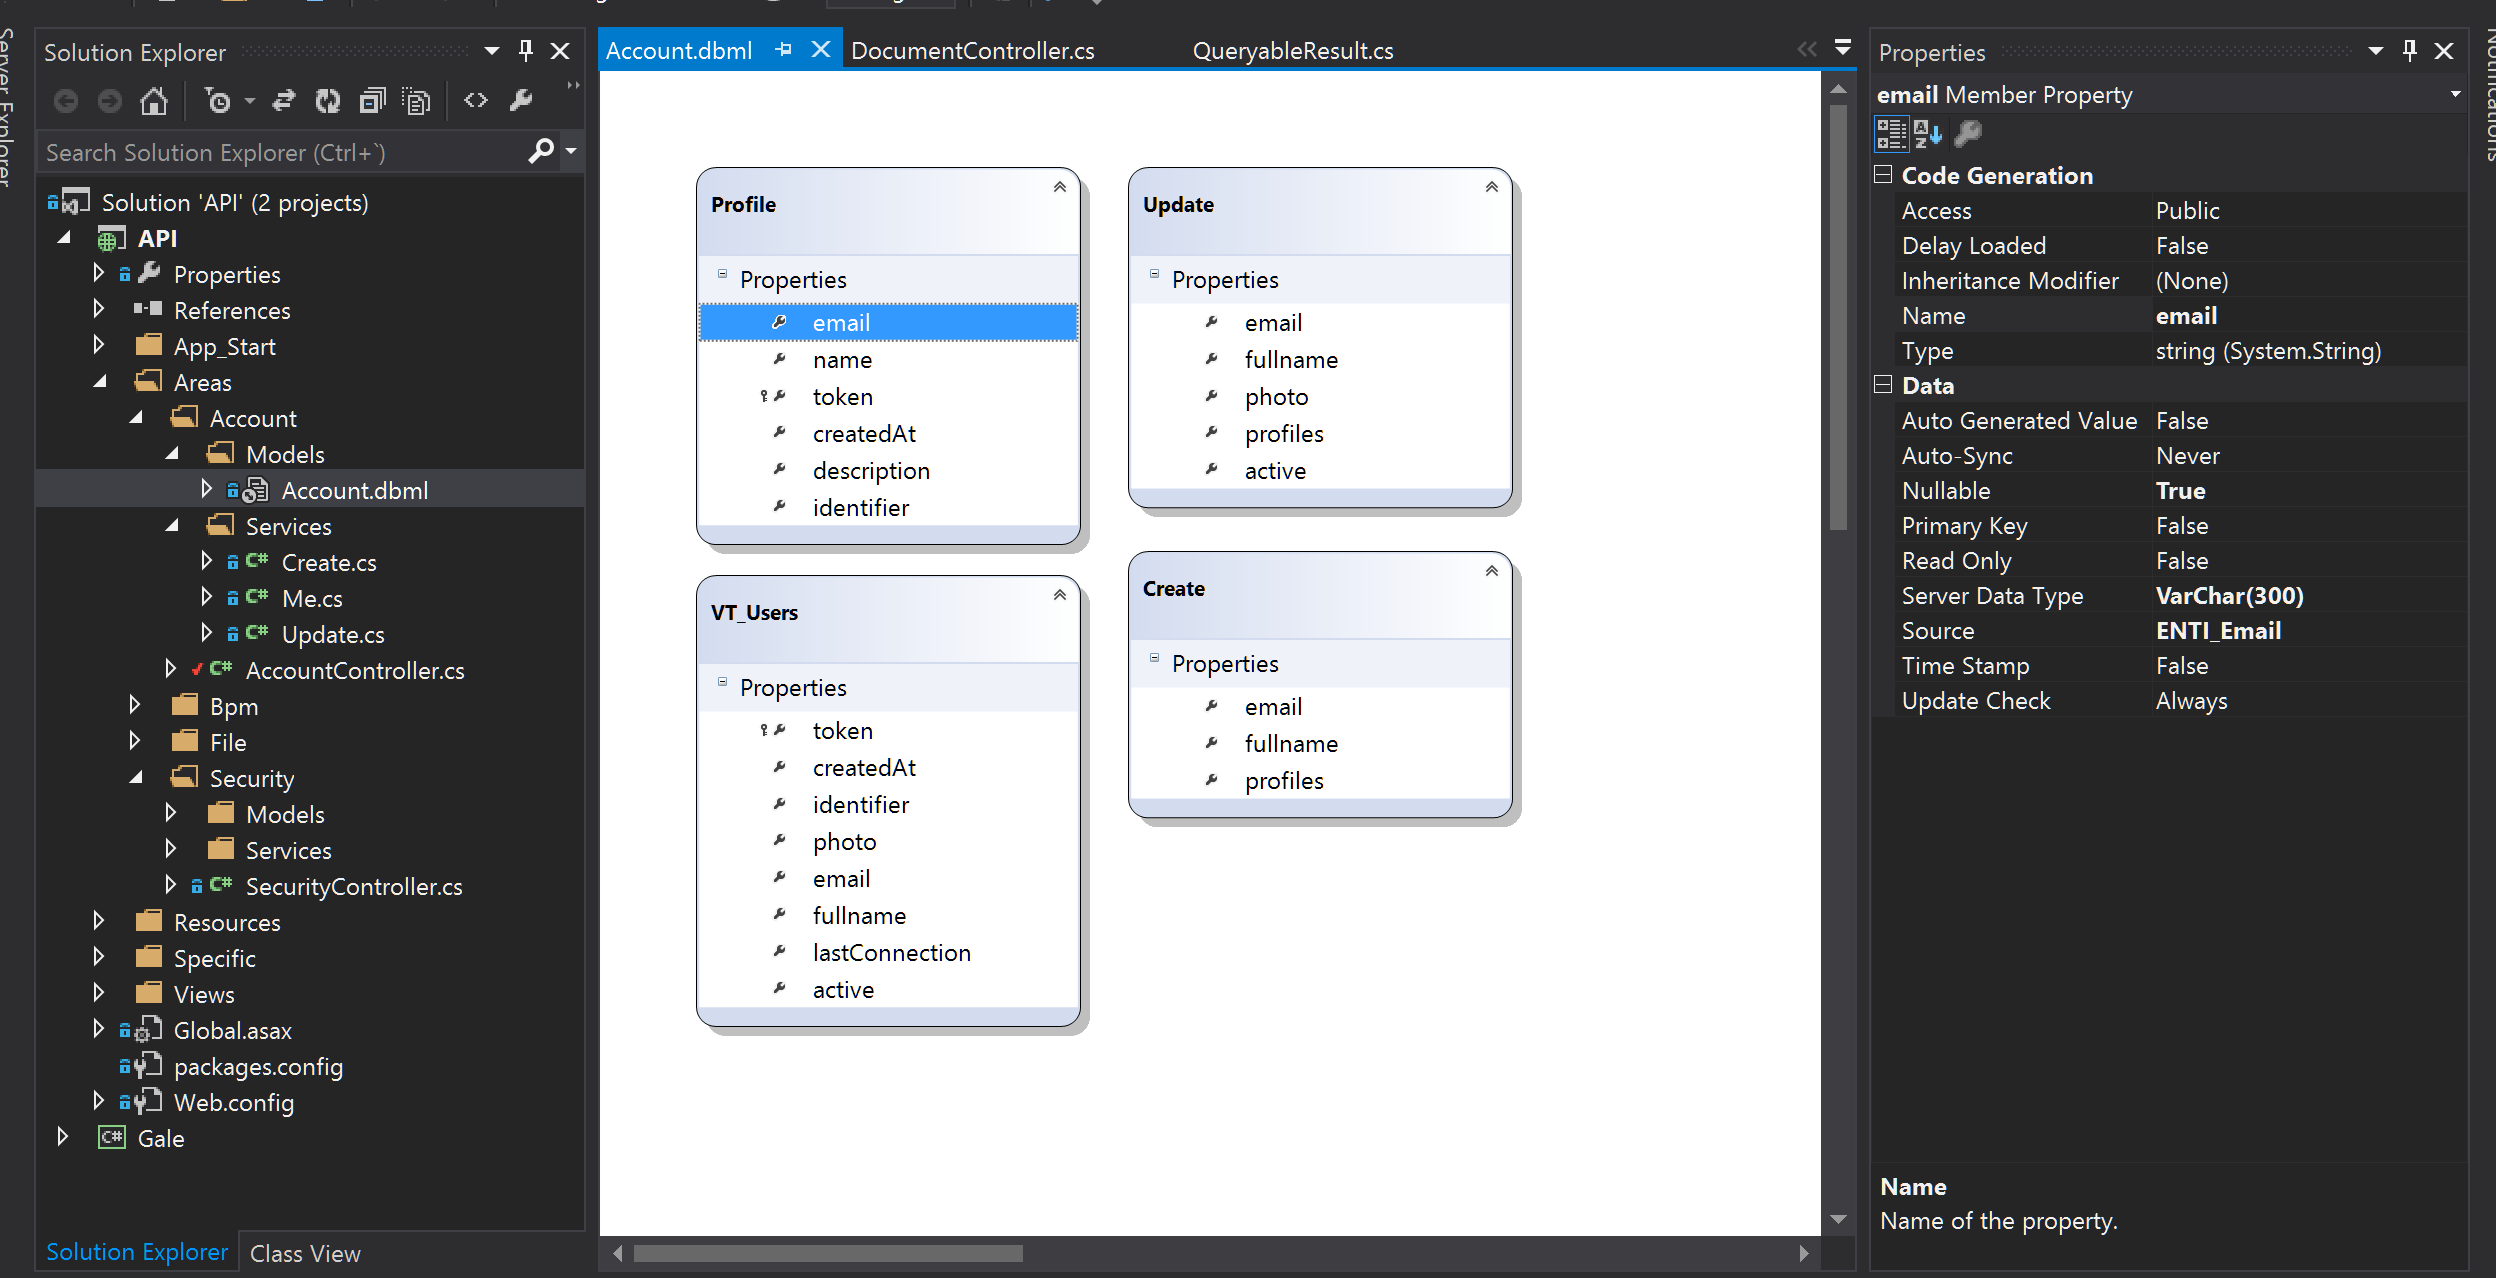 Server Explorer
Solution Explorer
Search Solution Explorer (Ctrl+`)
Solution 'API' (2 projects)
API
Properties
References
App_Start
Areas
Account
Models
Account.dbml
Services
Create.cs
Me.cs
Update.cs
AccountController.cs
Bpm
File
Security
Models
Services
SecurityController.cs
Resources
Specific
Views
Global.asax
packages.config
Web.config
Gale
Solution Explorer Class View
Account.dbml DocumentController.cs QueryableResult.cs
Profile
Properties
email
name
token
createdAt
description
identifier
VT_Users
Properties
token
createdAt
identifier
photo
email
fullname
lastConnection
active
Update
Properties
email
fullname
photo
profiles
active
Create
Properties
email
fullname
profiles
Properties
email Member Property
Code Generation
Access Public
Delay Loaded False
Inheritance Modifier (None)
Name email
Type string (System.String)
Data
Auto Generated Value False
Auto-Sync Never
Nullable True
Primary Key False
Read Only False
Server Data Type VarChar(300)
Source ENTI_Email
Time Stamp False
Update Check Always
Name
Name of the property.
Notifications